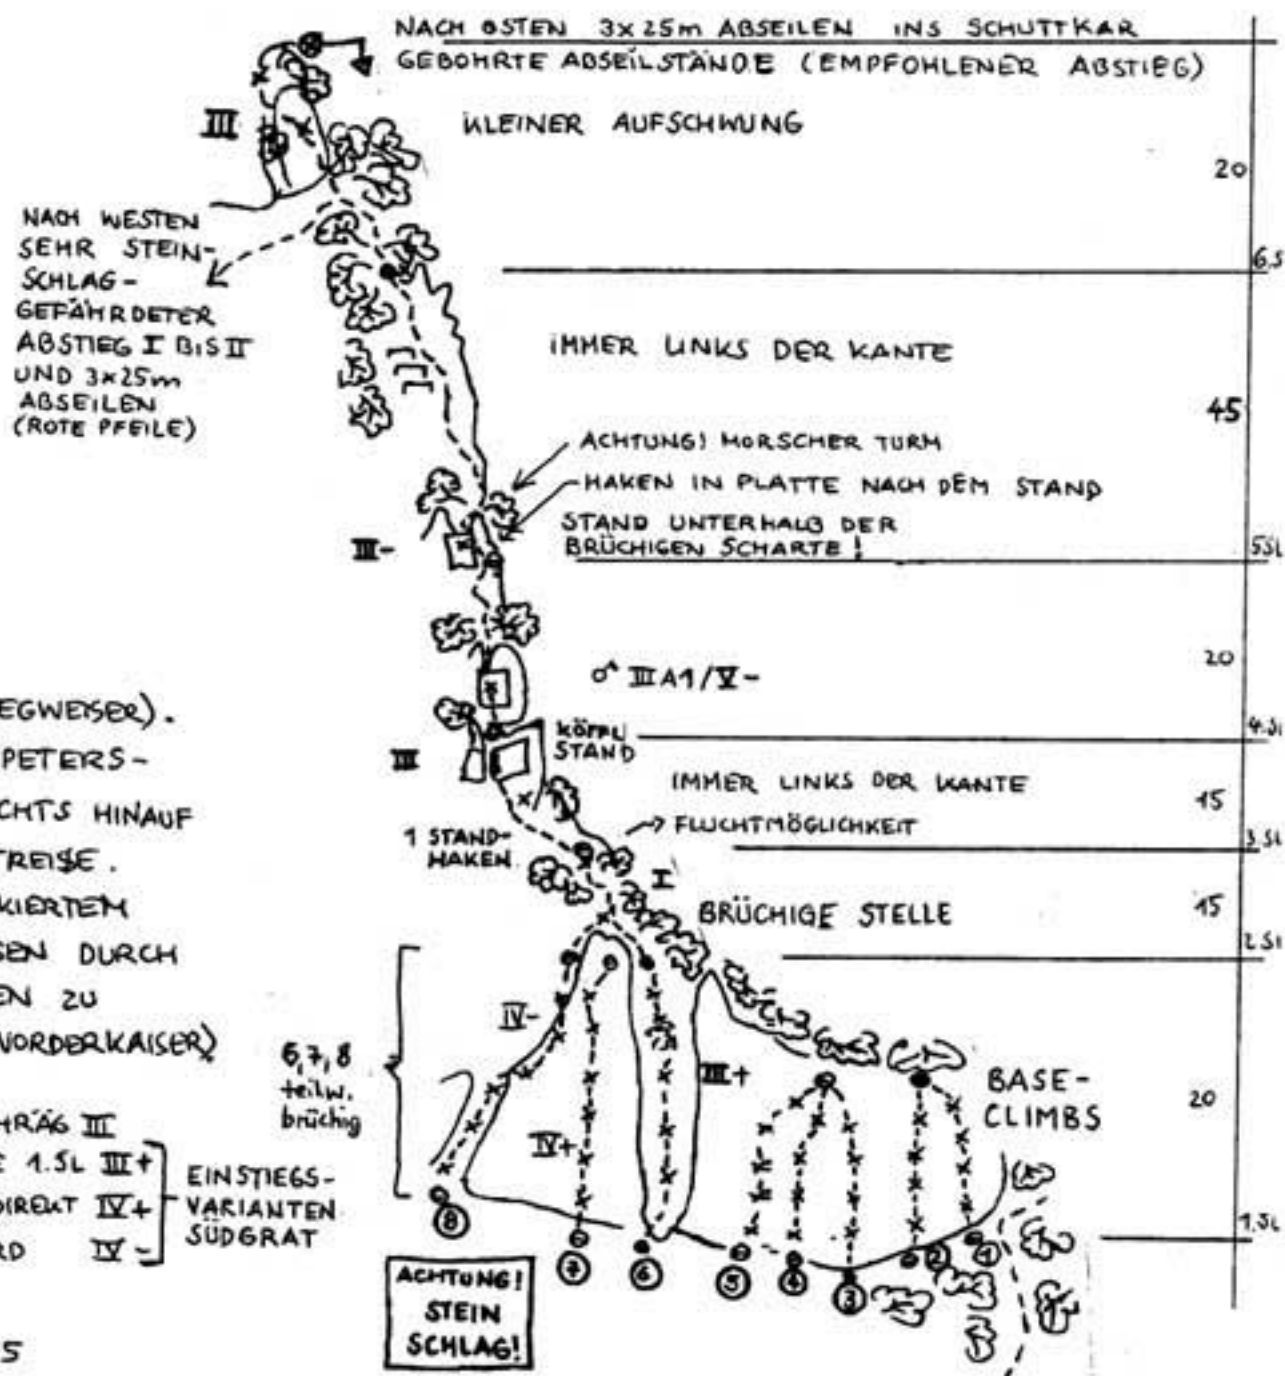 NACH OSTEN 3x25m ABSEILEN INS SCHUTTKAR
GEBOHRTE ABSEILSTÄNDE (EMPFOHLENER ABSTIEG)
III
KLEINER AUFSCHWUNG
20
NACH WESTEN
SEHR STEIN-
SCHLAG-
GEFÄHRDETER
ABSTIEG I BIS II
UND 3x25m
ABSEILEN
(ROTE PFEILE)
6.S
IMMER LINKS DER KANTE
45
ACHTUNG! MORSCHER TURM
HAKEN IN PLATTE NACH DEM STAND
STAND UNTERHALB DER
BRÜCHIGEN SCHARTE!
III-
5SL
20
III A1/V-
KÖPFL
STAND
4.SL
III
IMMER LINKS DER KANTE
15
→ FLUCHTMÖGLICHKEIT
1 STAND-
HAKEN
3.SL
I
BRÜCHIGE STELLE
15
2SL
IV-
III+
6,7,8
teilw.
brüchig
IV+
BASE-
CLIMBS
20
1.SL
8
7
6
5
4
3
2
1
ACHTUNG!
STEIN
SCHLAG!
EGWEISER).
PETERS-
CHTS HINAUF
TREISE.
KIERTEM
SEN DURCH
EN ZU
VORDERKAISER)
HRÄG III
E 1.SL III+
DIREKT IV+
RD IV-
EINSTIEGS-
VARIANTEN
SÜDGRAT
5